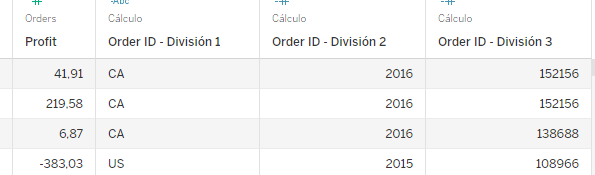 Abc
Orders Cálculo Cálculo Cálculo
Profit Order ID - División 1 Order ID - División 2 Order ID - División 3
41,91 CA 2016 152156
219,58 CA 2016 152156
6,87 CA 2016 138688
-383,03 US 2015 108966